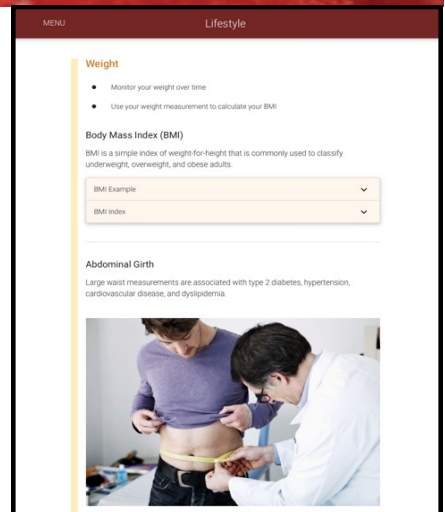 MENU
Lifestyle
Weight
Monitor your weight over time
Use your weight measurement to calculate your BMI
Body Mass Index (BMI)
BMI is a simple index of weight-for-height that is commonly used to classify
underweight, overweight, and obese adults.
BMI Example
BMI Index
Abdominal Girth
Large waist measurements are associated with type 2 diabetes, hypertension,
cardiovascular disease, and dyslipidemia.